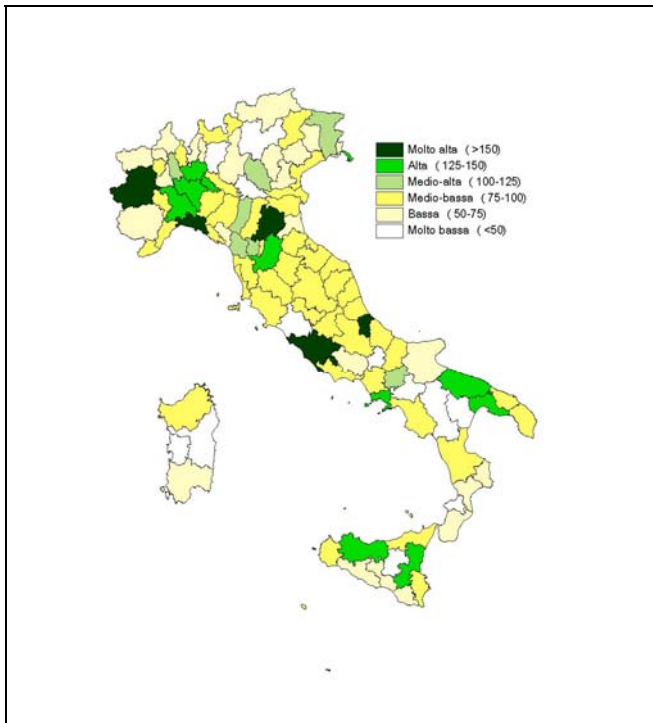 Molto alta (>150)
Alta (125-150)
Medio-alta (100-125)
Medio-bassa (75-100)
Bassa (50-75)
Molto bassa (<50)